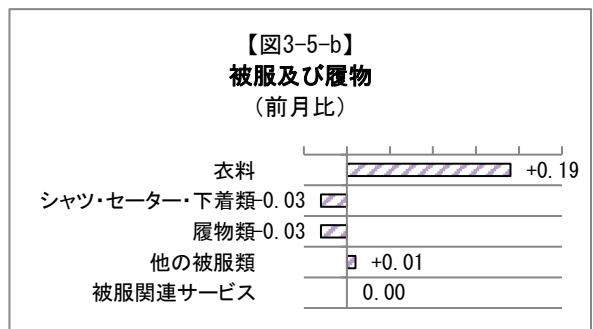 【図3-5-b】
被服及び履物
（前月比）
衣料 +0.19
シャツ・セーター・下着類 -0.03
履物類 -0.03
他の被服類 +0.01
被服関連サービス 0.00